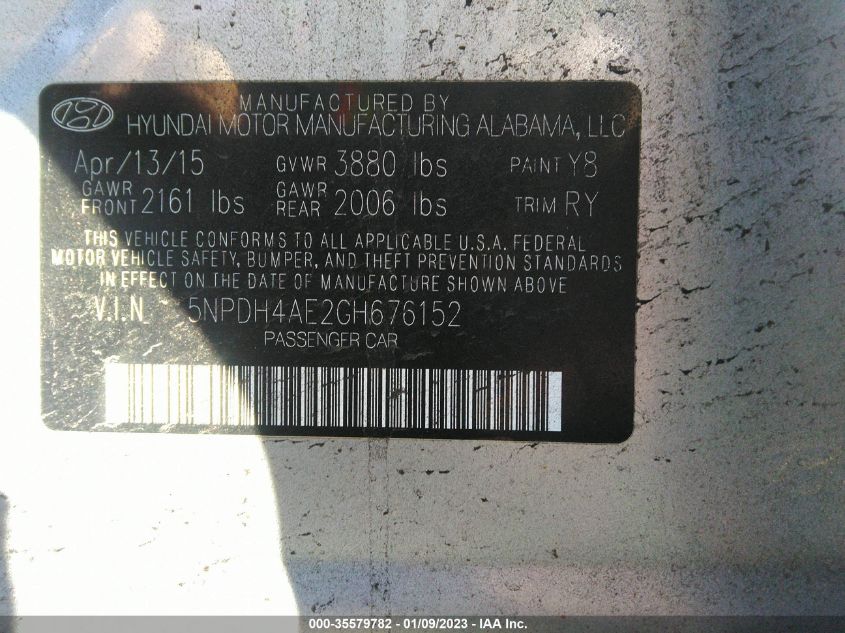 MANUFACTURED BY
HYUNDAI MOTOR MANUFACTURING ALABAMA, LLC
Apr/13/15 GVWR 3880 lbs PAINT Y8
GAWR FRONT 2161 lbs GAWR REAR 2006 lbs TRIM RY
THIS VEHICLE CONFORMS TO ALL APPLICABLE U.S.A. FEDERAL
MOTOR VEHICLE SAFETY, BUMPER, AND THEFT PREVENTION STANDARDS
IN EFFECT ON THE DATE OF MANUFACTURE SHOWN ABOVE.
V.I.N 5NPDH4AE2GH676152
PASSENGER CAR
000-35579782 - 01/09/2023 - IAA Inc.